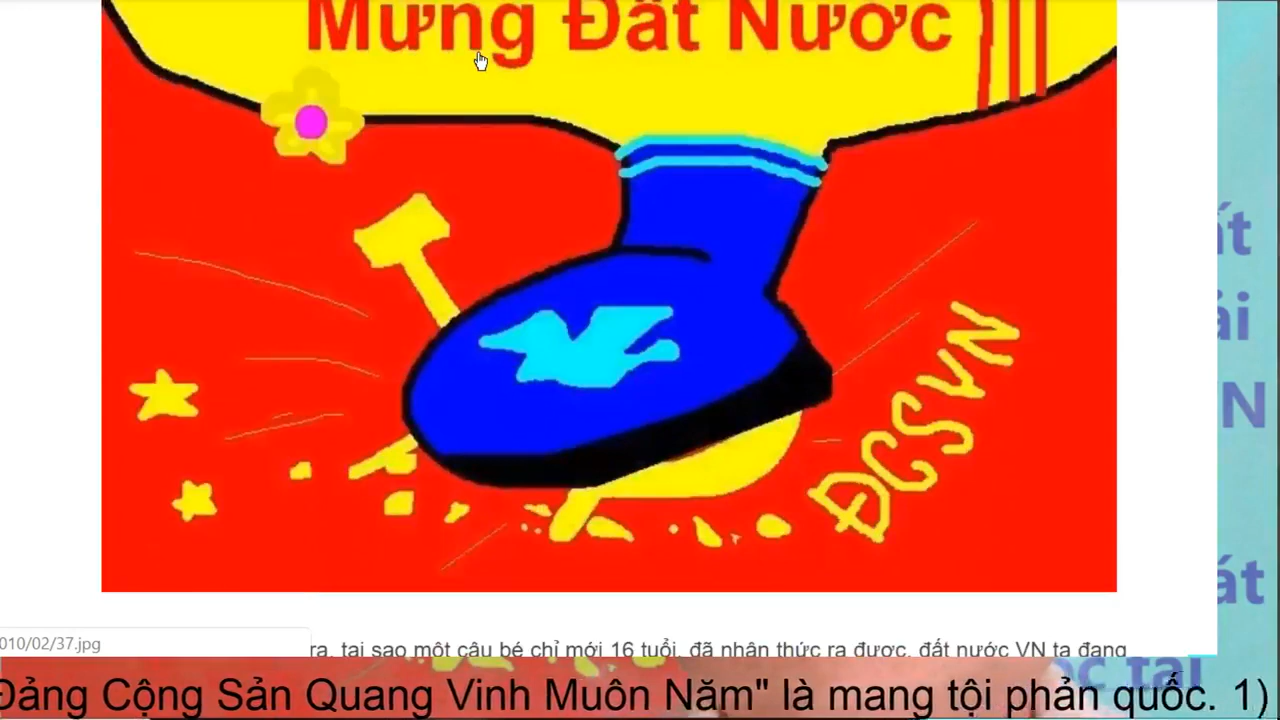 Mừng Đất Nước
ĐCSVN
010/02/37.jpg
ra, tại sao một cậu bé chỉ mới 16 tuổi, đã nhận thức ra được, đất nước VN ta đang
Đảng Cộng Sản Quang Vinh Muôn Năm" là mang tội phản quốc. 1)